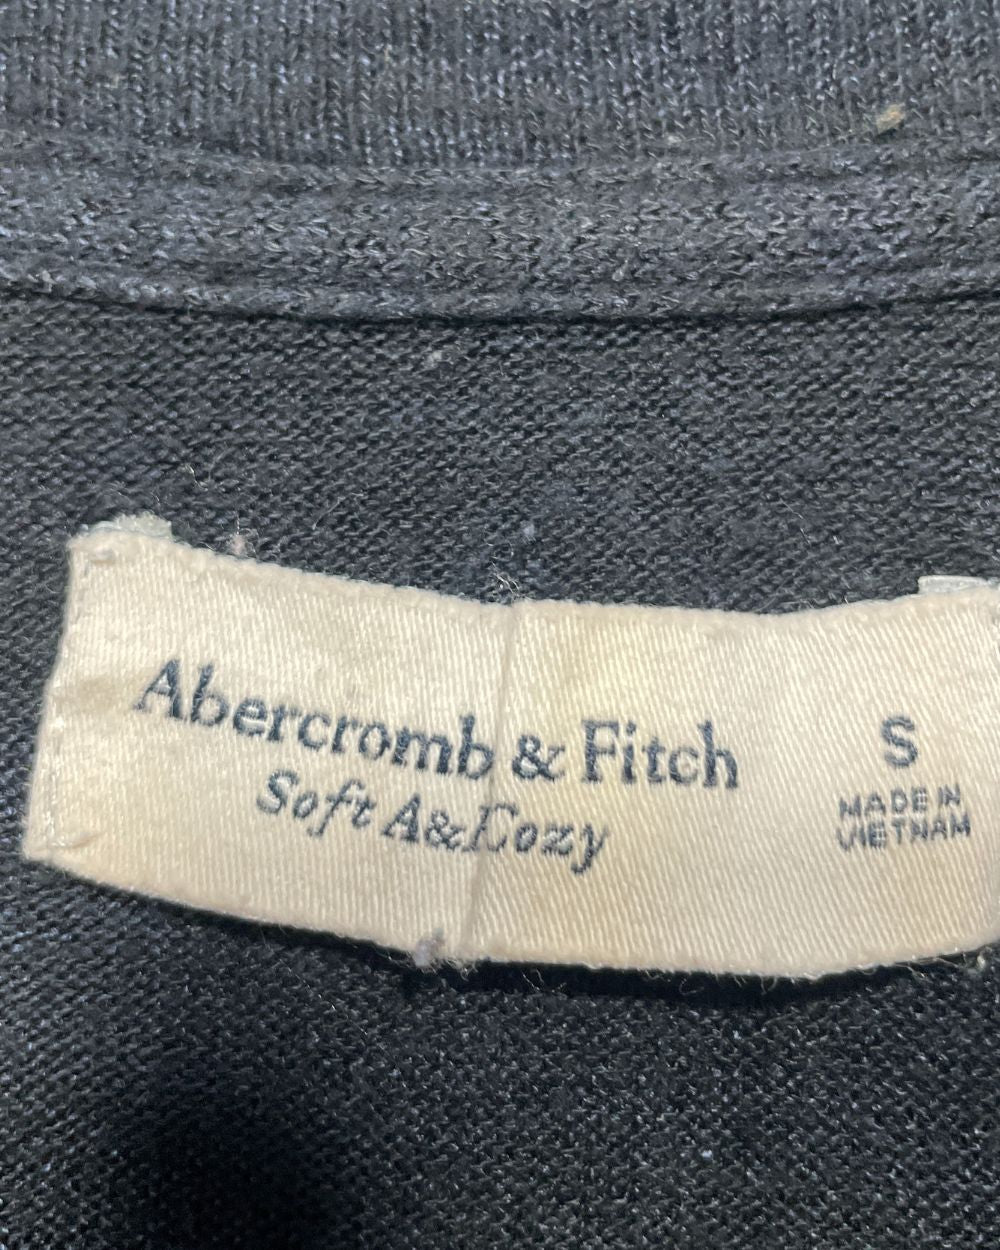 Abercromb & Fitch
Soft A& Cozy
S
MADE IN
VIETNAM